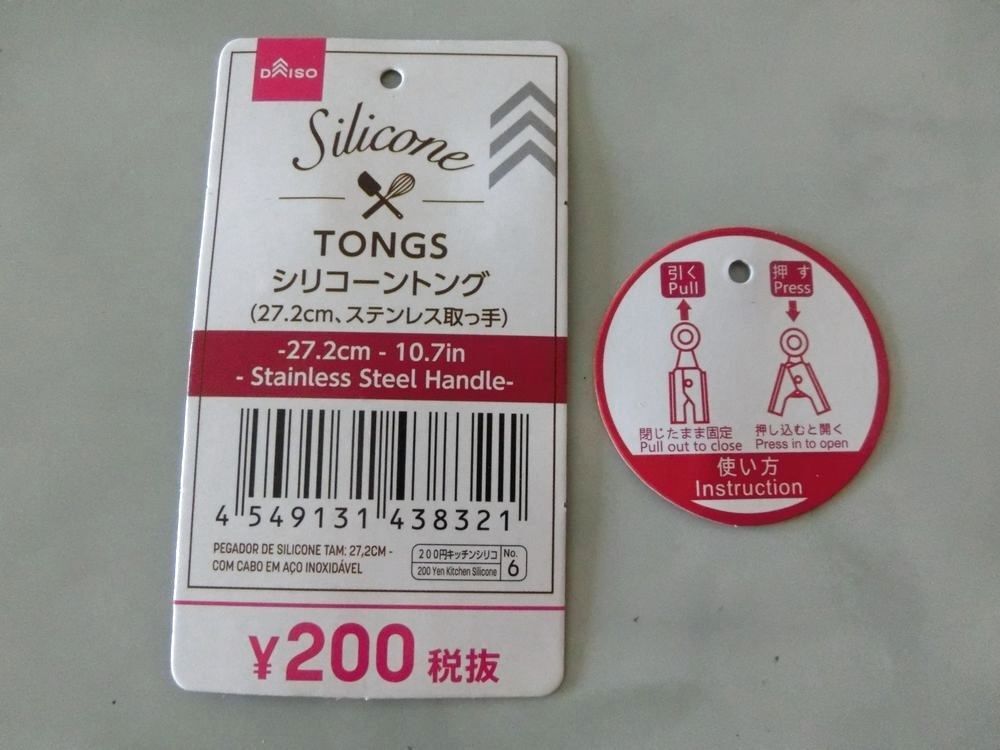 DAISO
Silicone
TONGS
シリコーントング
(27.2cm、ステンレス取っ手)
-27.2cm - 10.7in
- Stainless Steel Handle-
4 549131 438321
PEGADOR DE SILICONE TAM: 27,2CM -
COM CABO EM AÇO INOXIDÁVEL
200円キッチンシリコ
200 Yen Kitchen Silicone
No.
6
¥200 税抜
引く
Pull
押す
Press
閉じたまま固定
Pull out to close
押し込むと開く
Press in to open
使い方
Instruction